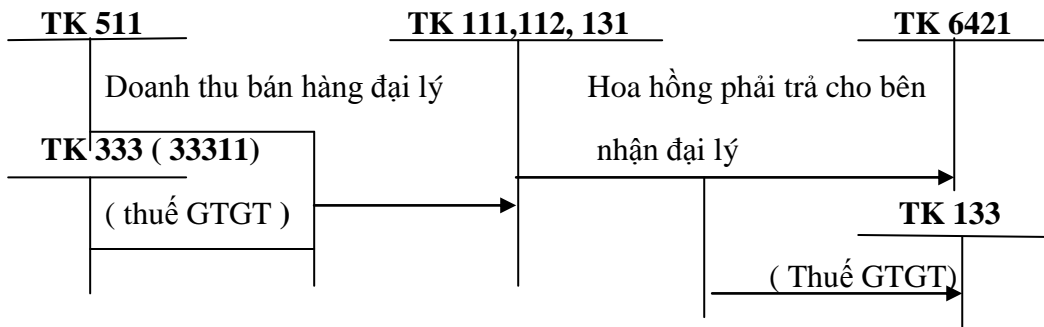 TK 511 TK 111,112, 131 TK 6421
Doanh thu bán hàng đại lý Hoa hồng phải trả cho bên
TK 333 ( 33311) nhận đại lý
( thuế GTGT ) TK 133
( Thuế GTGT)